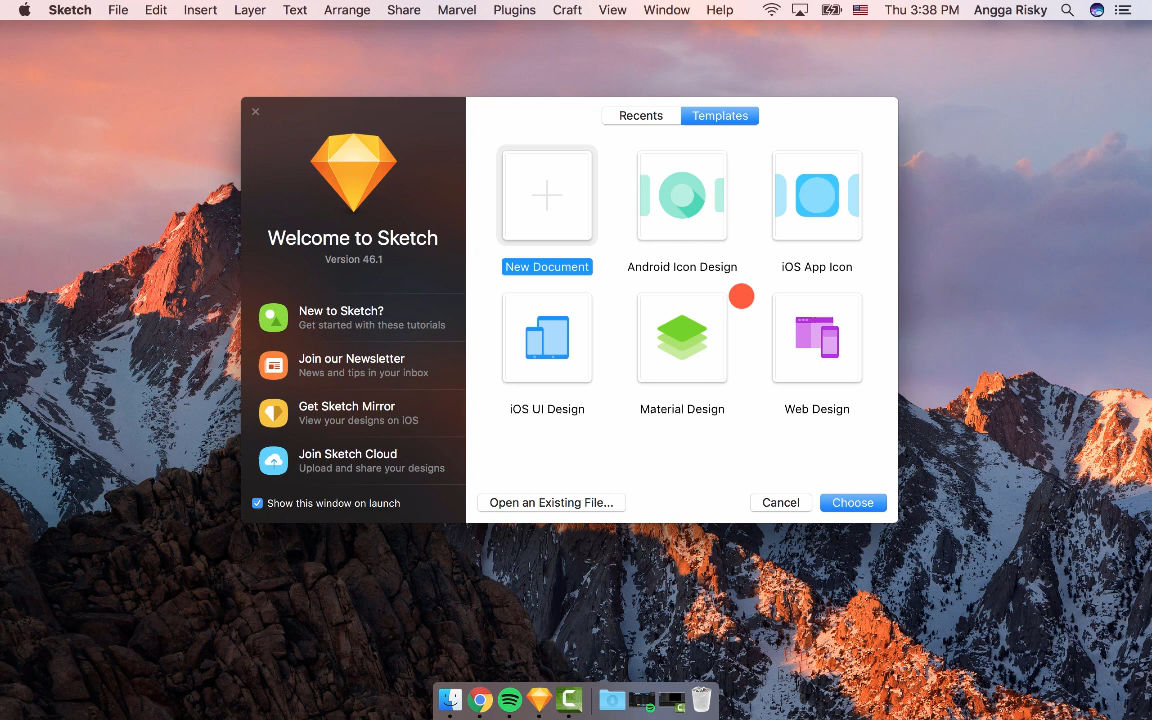 Sketch File Edit Insert Layer Text Arrange Share Marvel Plugins Craft View Window Help Thu 3:38 PM Angga Risky
Welcome to Sketch
Version 46.1
New to Sketch?
Get started with these tutorials
Join our Newsletter
News and tips in your inbox
Get Sketch Mirror
View your designs on iOS
Join Sketch Cloud
Upload and share your designs
Show this window on launch
Recents Templates
New Document Android Icon Design iOS App Icon
iOS UI Design Material Design Web Design
Open an Existing File... Cancel Choose